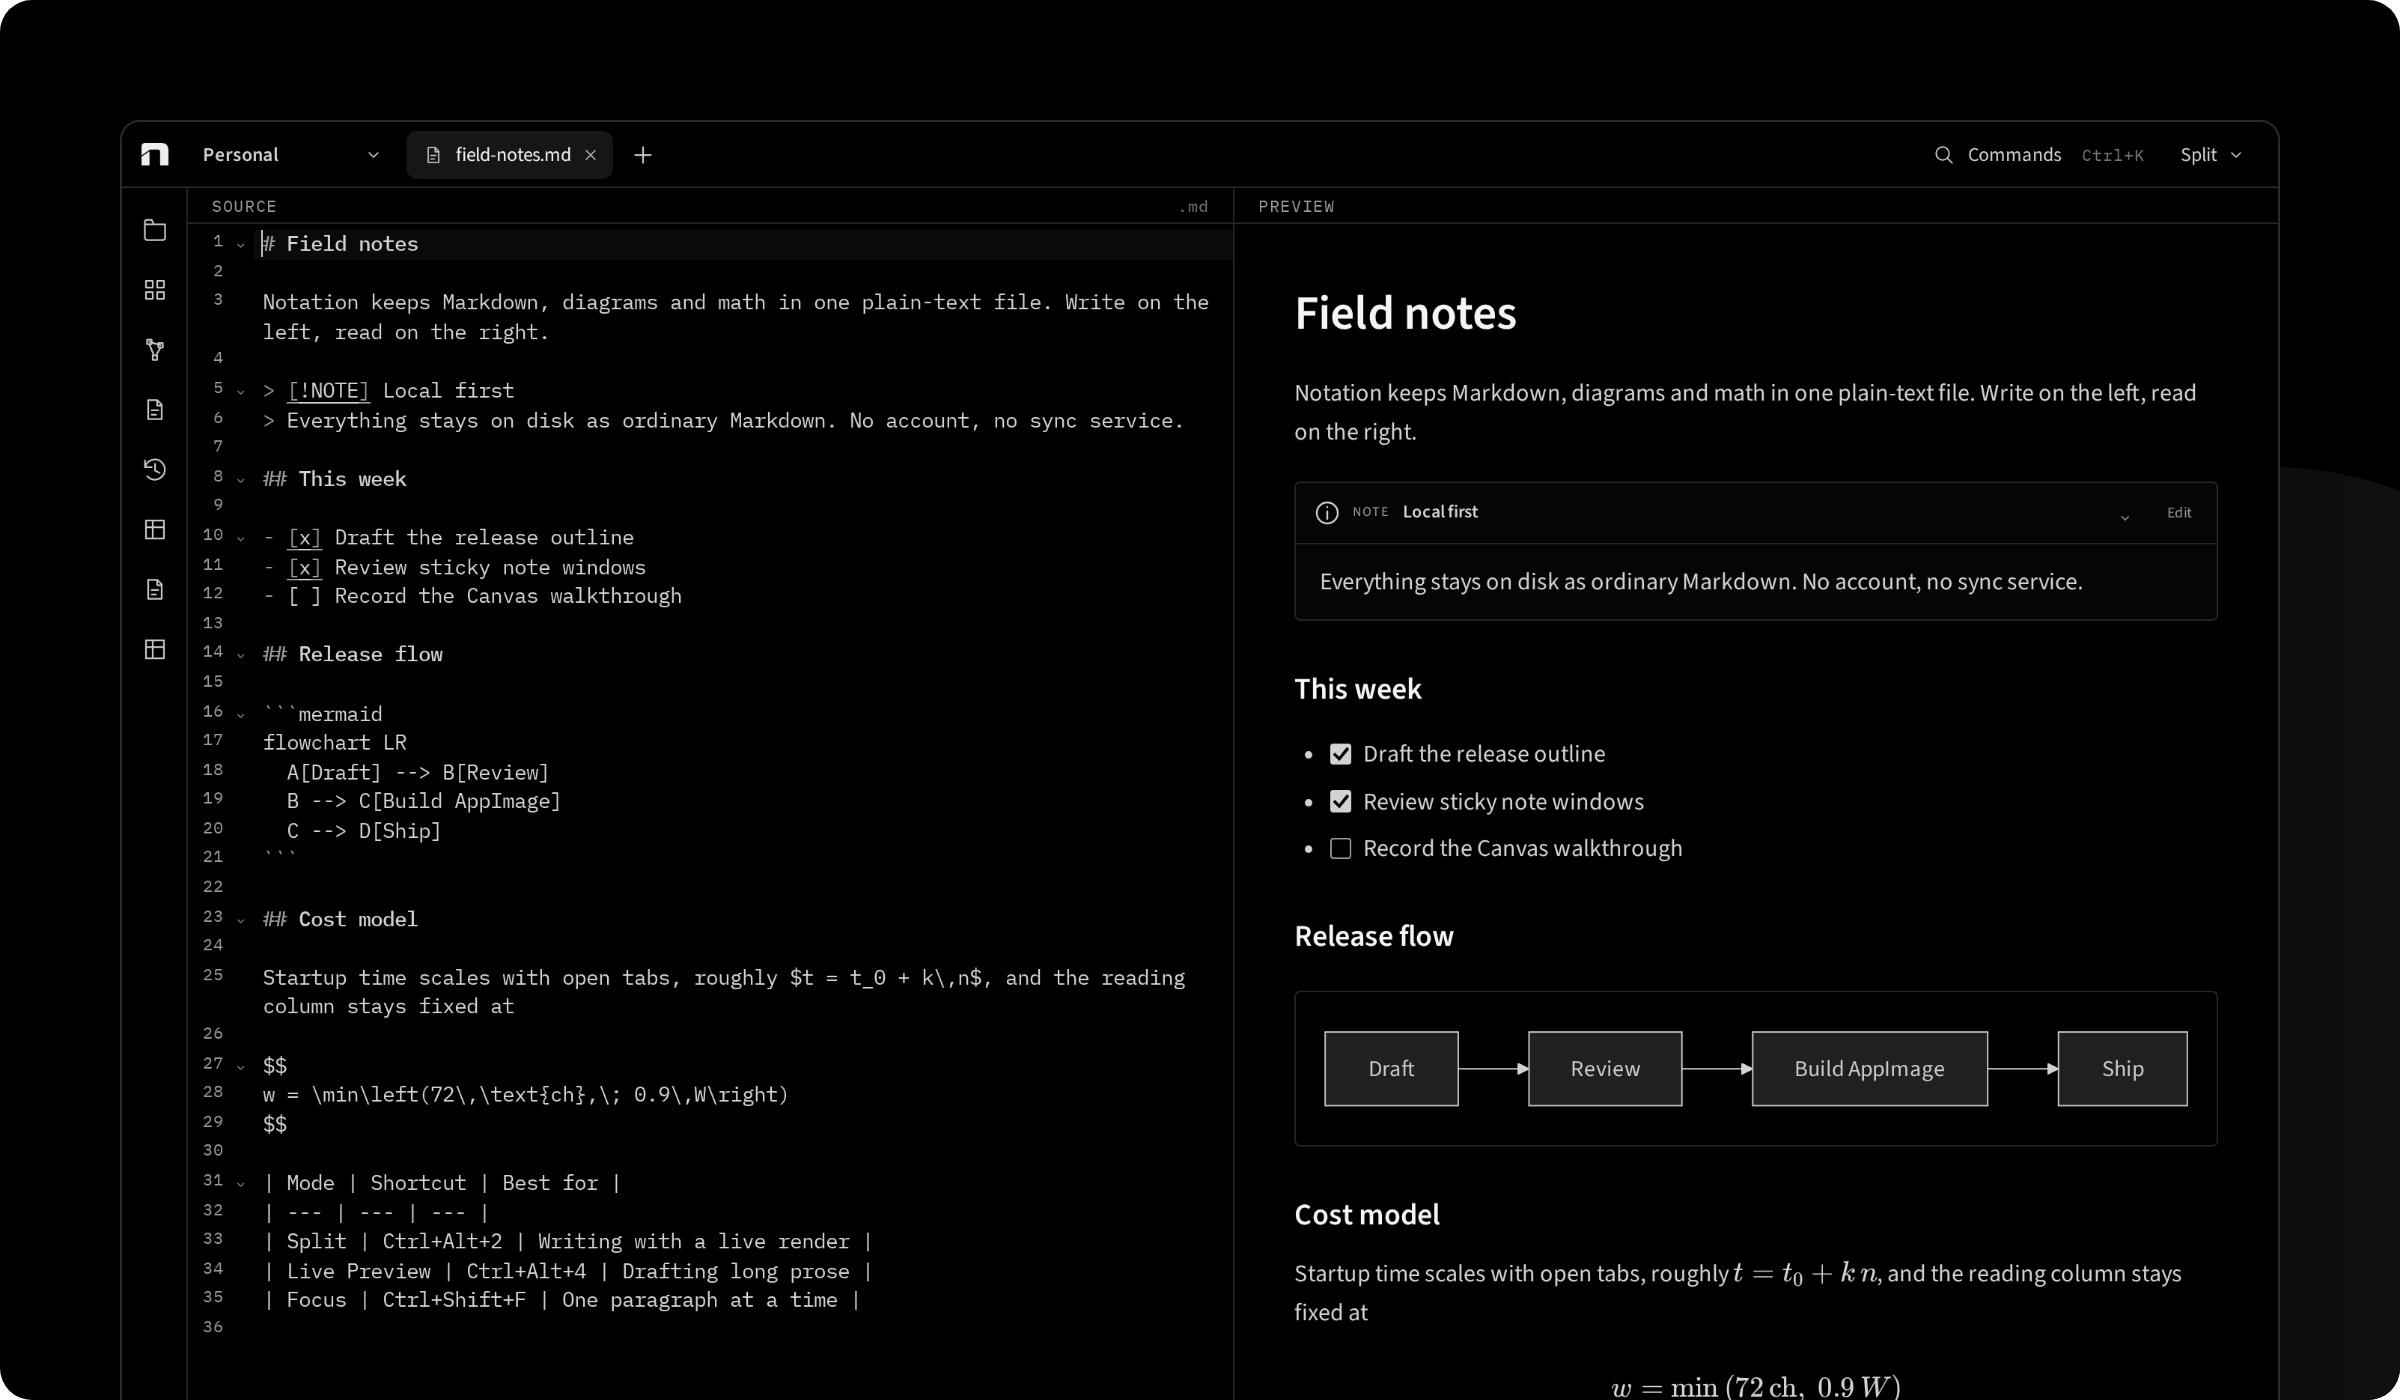 Personal
field-notes.md
Commands Ctrl+K
Split
SOURCE
.md
1 # Field notes
2
3 Notation keeps Markdown, diagrams and math in one plain-text file. Write on the
left, read on the right.
4
5 > [!NOTE] Local first
6 > Everything stays on disk as ordinary Markdown. No account, no sync service.
7
8 ## This week
9
10 - [x] Draft the release outline
11 - [x] Review sticky note windows
12 - [ ] Record the Canvas walkthrough
13
14 ## Release flow
15
16 ```mermaid
17 flowchart LR
18 A[Draft] --> B[Review]
19 B --> C[Build AppImage]
20 C --> D[Ship]
21 ```
22
23 ## Cost model
24
25 Startup time scales with open tabs, roughly $t = t_0 + k\,n$, and the reading
column stays fixed at
26
27 $$
28 w = \min\left(72\,\text{ch},\; 0.9\,W\right)
29 $$
30
31 | Mode | Shortcut | Best for |
32 | --- | --- | --- |
33 | Split | Ctrl+Alt+2 | Writing with a live render |
34 | Live Preview | Ctrl+Alt+4 | Drafting long prose |
35 | Focus | Ctrl+Shift+F | One paragraph at a time |
36
PREVIEW
Field notes
Notation keeps Markdown, diagrams and math in one plain-text file. Write on the left, read
on the right.
NOTE Local first
Edit
Everything stays on disk as ordinary Markdown. No account, no sync service.
This week
• Draft the release outline
• Review sticky note windows
• Record the Canvas walkthrough
Release flow
Draft
Review
Build AppImage
Ship
Cost model
Startup time scales with open tabs, roughly t = t₀ + k n, and the reading column stays
fixed at
w = min (72 ch, 0.9 W)